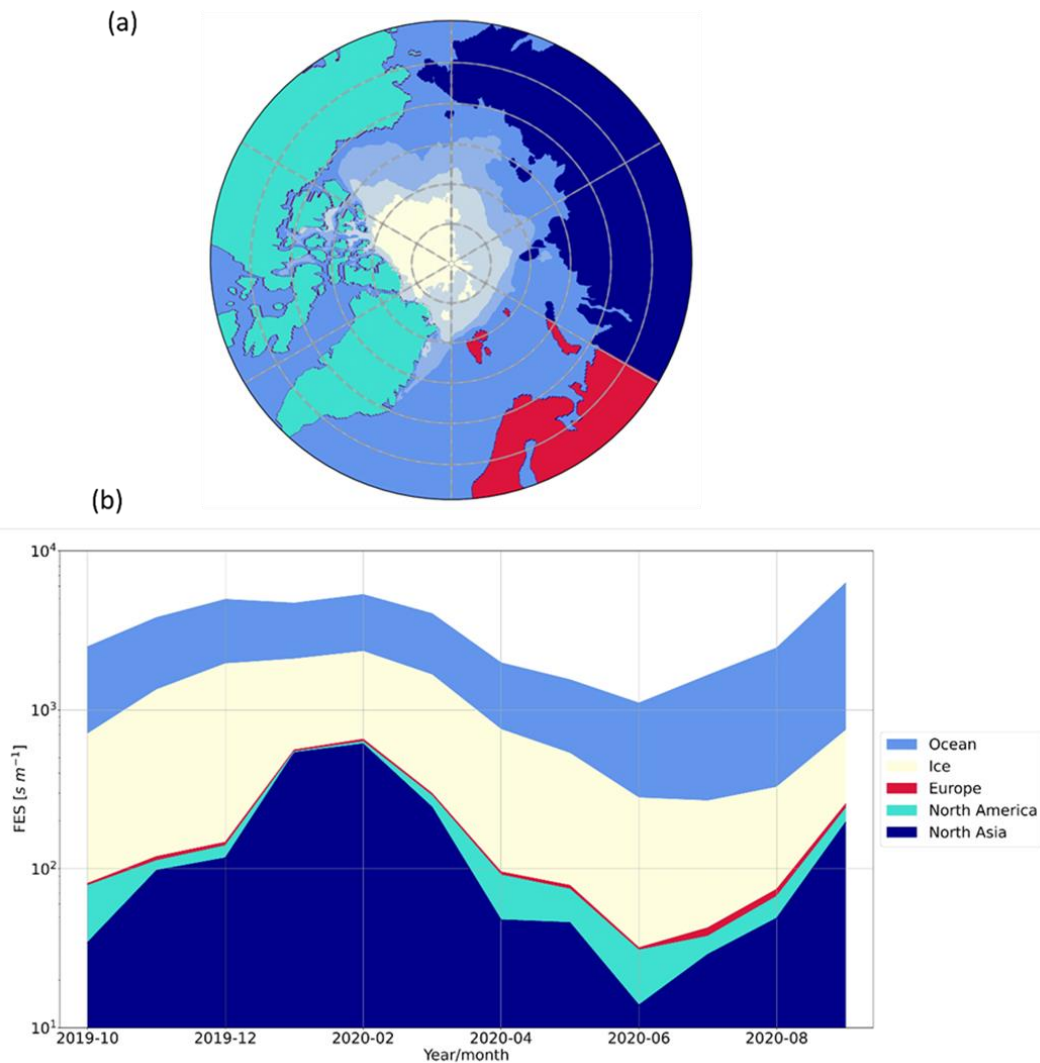 (a)
(b)
10^4
10^3
10^2
10^1
FES [s m^-1]
2019-10 2019-12 2020-02 2020-04 2020-06 2020-08
Year/month
Ocean
Ice
Europe
North America
North Asia